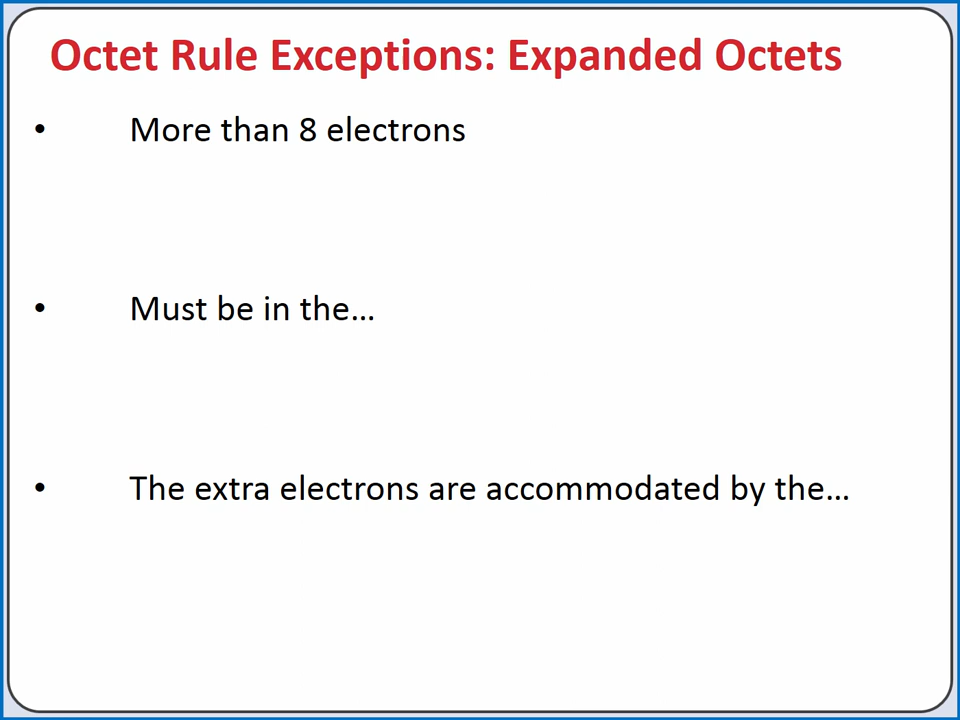 Octet Rule Exceptions: Expanded Octets
• More than 8 electrons
• Must be in the…
• The extra electrons are accommodated by the…